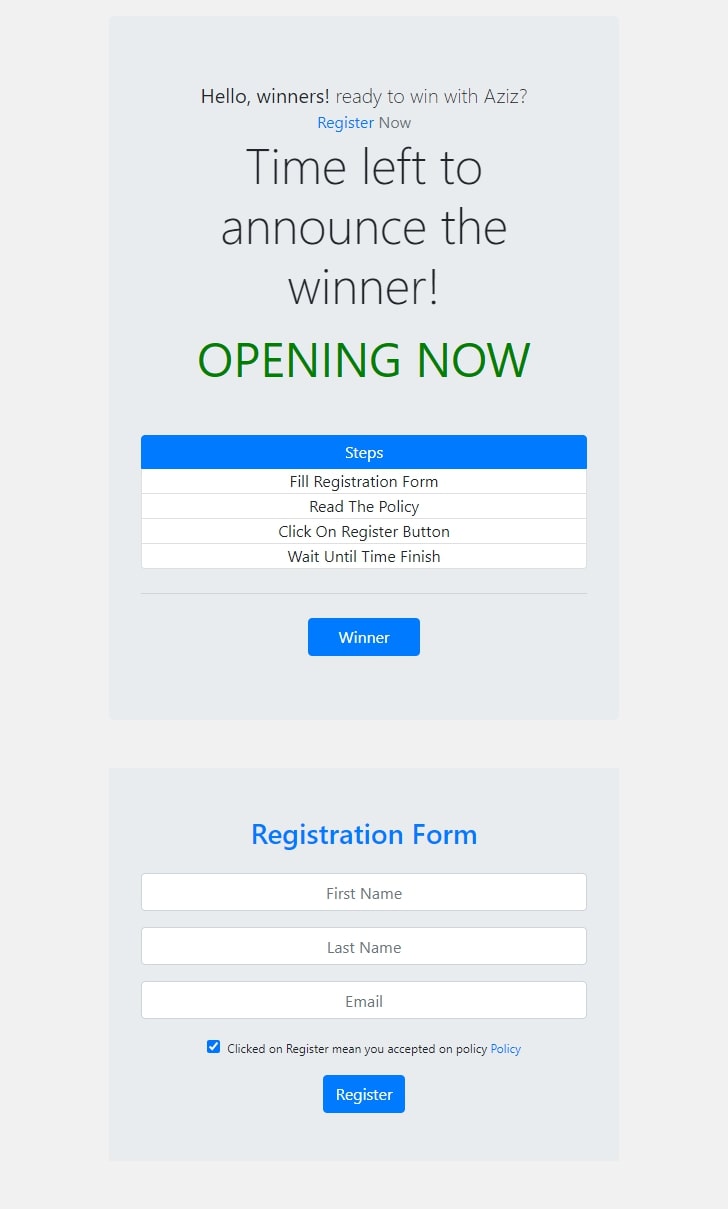 Hello, winners! ready to win with Aziz?
Register Now
Time left to
announce the
winner!
OPENING NOW
Steps
Fill Registration Form
Read The Policy
Click On Register Button
Wait Until Time Finish
Winner
Registration Form
First Name
Last Name
Email
Clicked on Register mean you accepted on policy Policy
Register